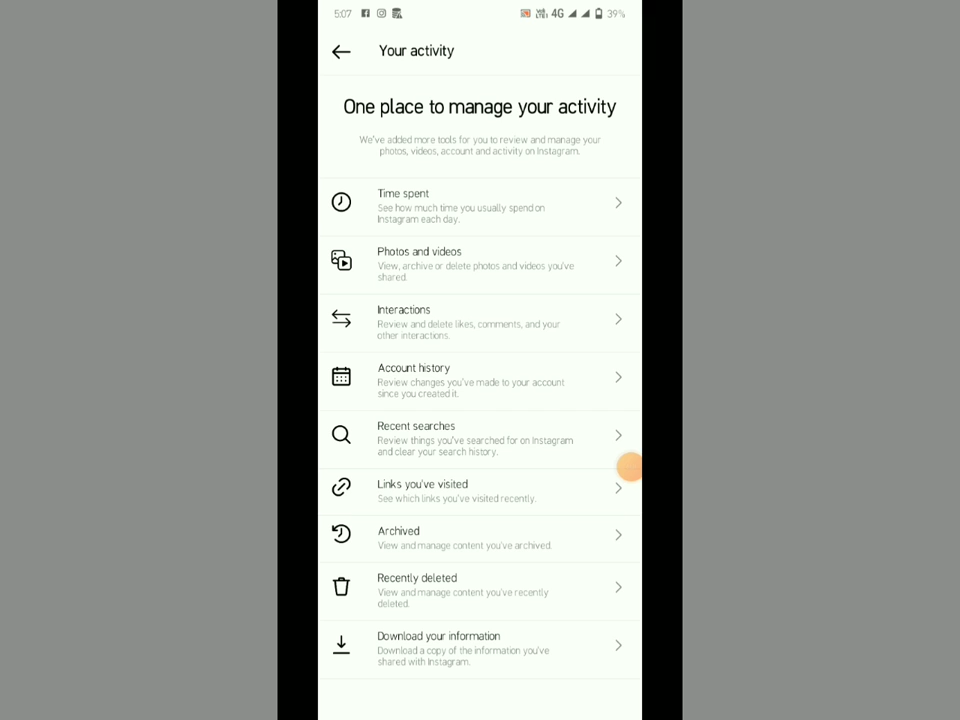 5:07 4G 39%
Your activity
One place to manage your activity
We've added more tools for you to review and manage your
photos, videos, account and activity on Instagram.
Time spent
See how much time you usually spend on
Instagram each day.
Photos and videos
View, archive or delete photos and videos you've
shared.
Interactions
Review and delete likes, comments, and your
other interactions.
Account history
Review changes you've made to your account
since you created it.
Recent searches
Review things you've searched for on Instagram
and clear your search history.
Links you've visited
See which links you've visited recently.
Archived
View and manage content you've archived.
Recently deleted
View and manage content you've recently
deleted.
Download your information
Download a copy of the information you've
shared with Instagram.